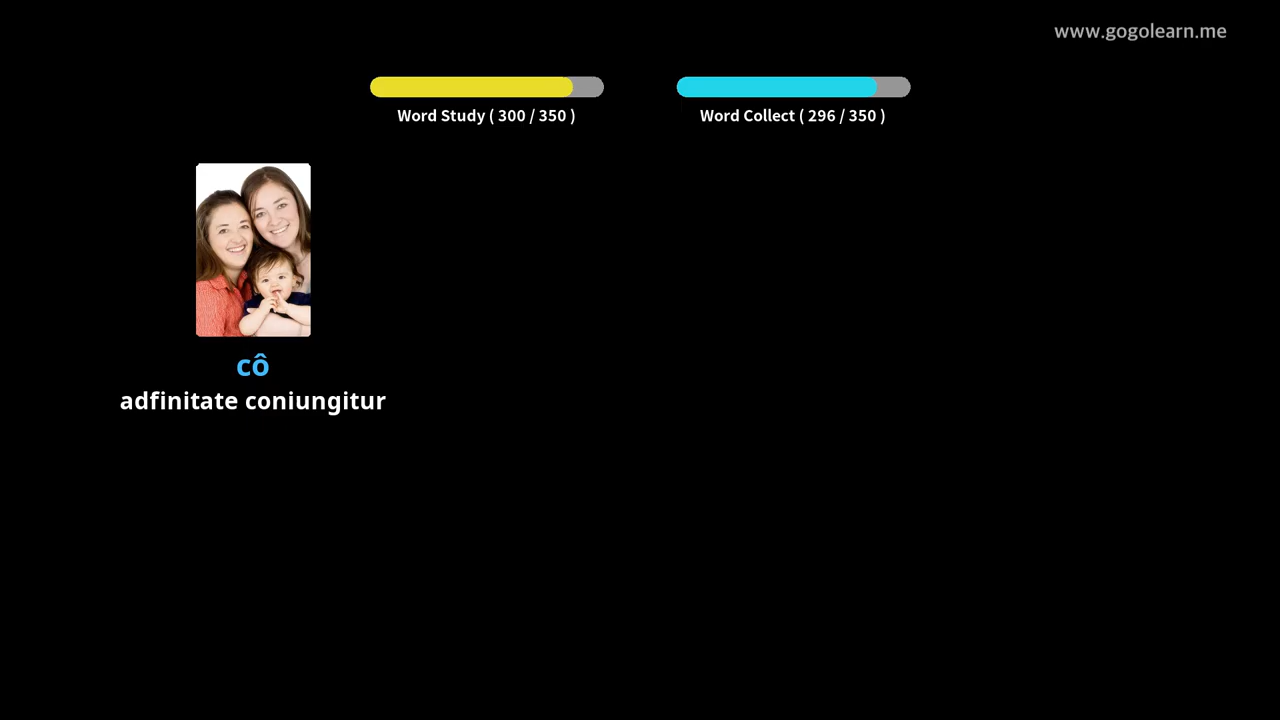 www.gogolearn.me
Word Study ( 300 / 350 )
Word Collect ( 296 / 350 )
cô
adfinitate coniungitur